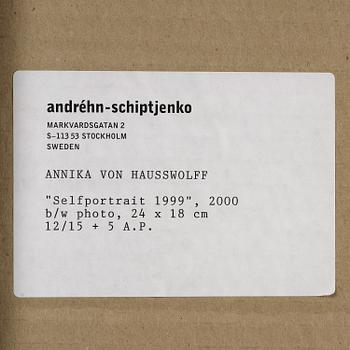 andréhn-schiptjenko
MARKVARDSGATAN 2
S–113 53 STOCKHOLM
SWEDEN
ANNIKA VON HAUSSWOLFF
"Selfportrait 1999", 2000
b/w photo, 24 x 18 cm
12/15 + 5 A.P.